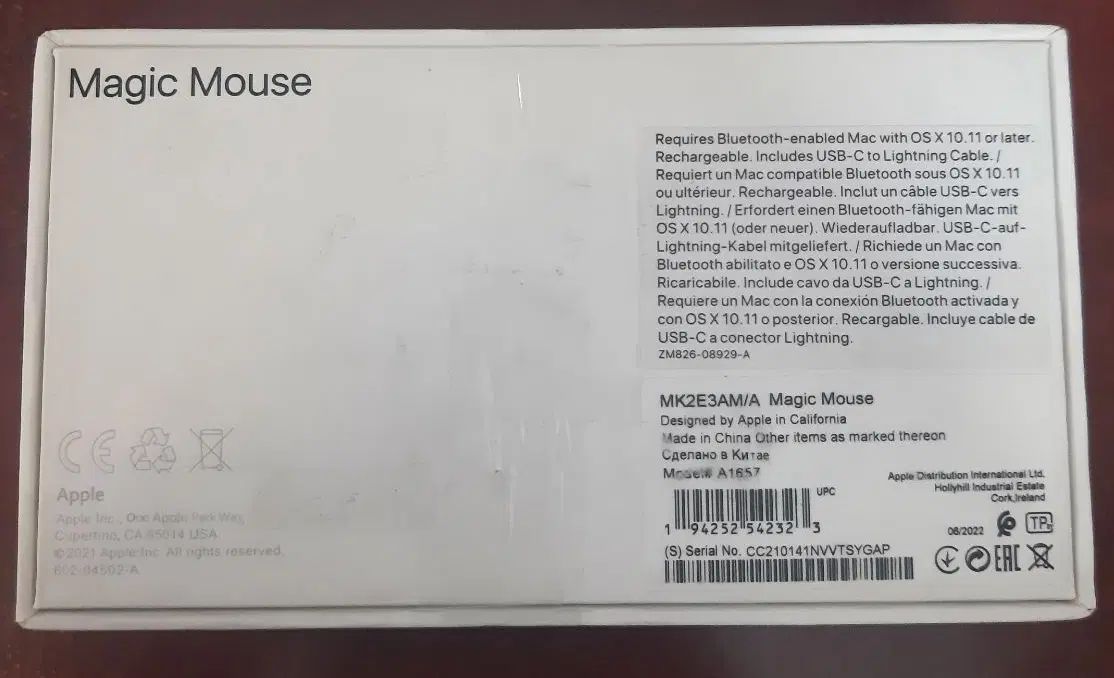 Magic Mouse
Requires Bluetooth-enabled Mac with OS X 10.11 or later.
Rechargeable. Includes USB-C to Lightning Cable. /
Requiert un Mac compatible Bluetooth sous OS X 10.11
ou ultérieur. Rechargeable. Inclut un câble USB-C vers
Lightning. / Erfordert einen Bluetooth-fähigen Mac mit
OS X 10.11 (oder neuer). Wiederaufladbar. USB-C-auf-
Lightning-Kabel mitgeliefert. / Richiede un Mac con
Bluetooth abilitato e OS X 10.11 o versione successiva.
Ricaricabile. Include cavo da USB-C a Lightning. /
Requiere un Mac con la conexión Bluetooth activada y
con OS X 10.11 o posterior. Recargable. Incluye cable de
USB-C a conector Lightning.
ZM826-08929-A
MK2E3AM/A Magic Mouse
Designed by Apple in California
Made in China Other items as marked thereon
Сделано в Китае
Model# A1657
UPC
1 94252 54232 3
(S) Serial No. CC210141NVVTSYGAP
Apple Distribution International Ltd.
Hollyhill Industrial Estate
Cork,Ireland
06/2022
TP
EAC
CE
Apple
Apple Inc., One Apple Park Way,
Cupertino, CA 95014 USA
©2021 Apple Inc. All rights reserved.
602-04502-A